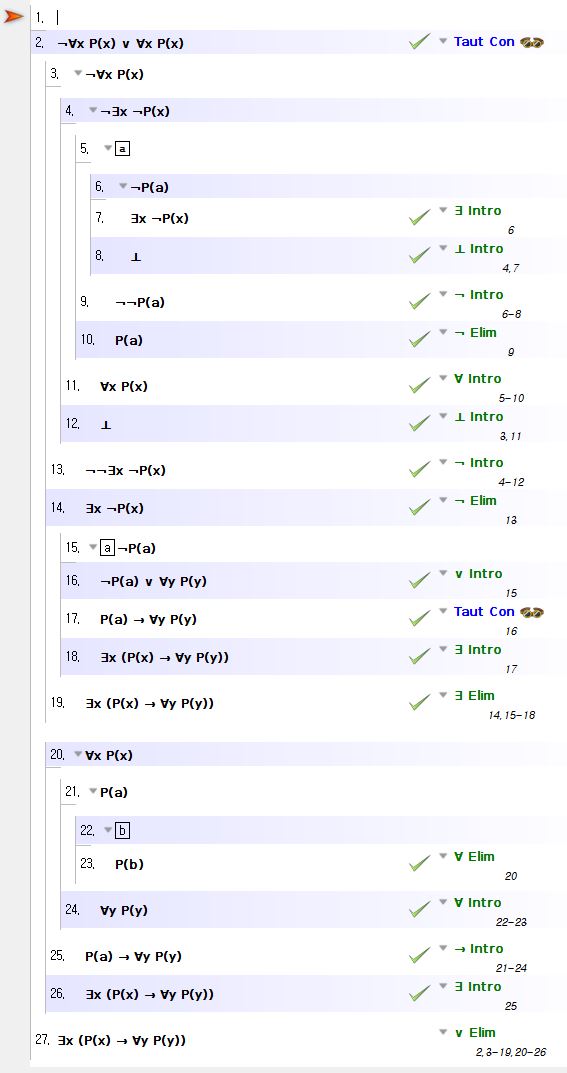 1.
2. ¬∀x P(x) ∨ ∀x P(x) Taut Con
3. ¬∀x P(x)
4. ¬∃x ¬P(x)
5. a
6. ¬P(a)
7. ∃x ¬P(x) ∃ Intro
6
8. ⊥ ⊥ Intro
4,7
9. ¬¬P(a) ¬ Intro
6-8
10. P(a) ¬ Elim
9
11. ∀x P(x) ∀ Intro
5-10
12. ⊥ ⊥ Intro
3,11
13. ¬¬∃x ¬P(x) ¬ Intro
4-12
14. ∃x ¬P(x) ¬ Elim
13
15. a ¬P(a)
16. ¬P(a) ∨ ∀y P(y) ∨ Intro
15
17. P(a) → ∀y P(y) Taut Con
16
18. ∃x (P(x) → ∀y P(y)) ∃ Intro
17
19. ∃x (P(x) → ∀y P(y)) ∃ Elim
14,15-18
20. ∀x P(x)
21. P(a)
22. b
23. P(b) ∀ Elim
20
24. ∀y P(y) ∀ Intro
22-23
25. P(a) → ∀y P(y) → Intro
21-24
26. ∃x (P(x) → ∀y P(y)) ∃ Intro
25
27. ∃x (P(x) → ∀y P(y)) ∨ Elim
2,3-19,20-26